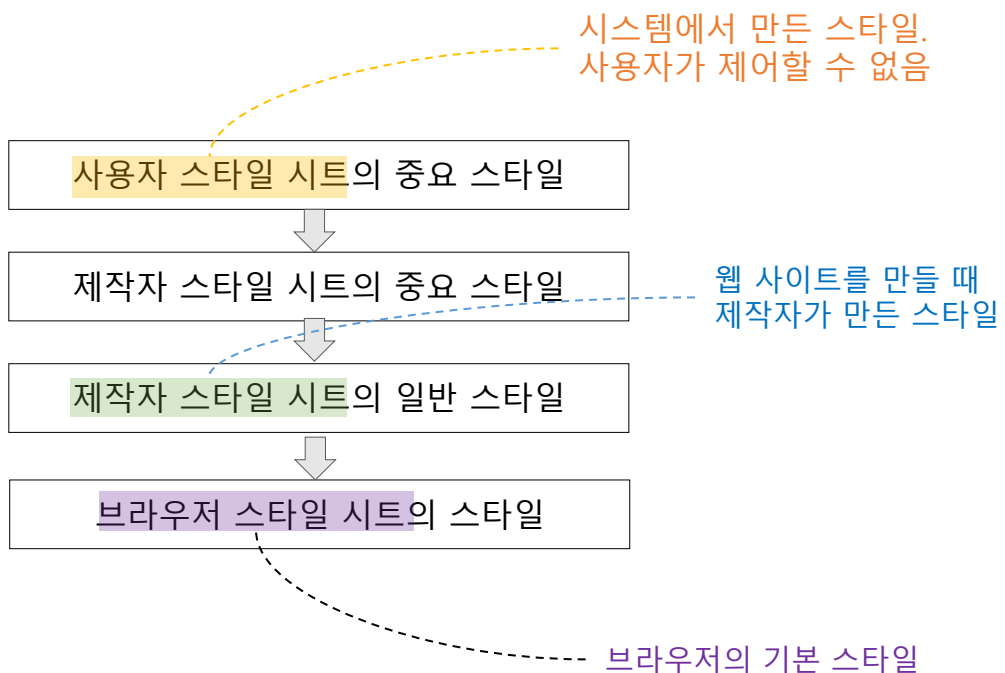 시스템에서 만든 스타일.
사용자가 제어할 수 없음
사용자 스타일 시트의 중요 스타일
제작자 스타일 시트의 중요 스타일
웹 사이트를 만들 때
제작자가 만든 스타일
제작자 스타일 시트의 일반 스타일
브라우저 스타일 시트의 스타일
브라우저의 기본 스타일